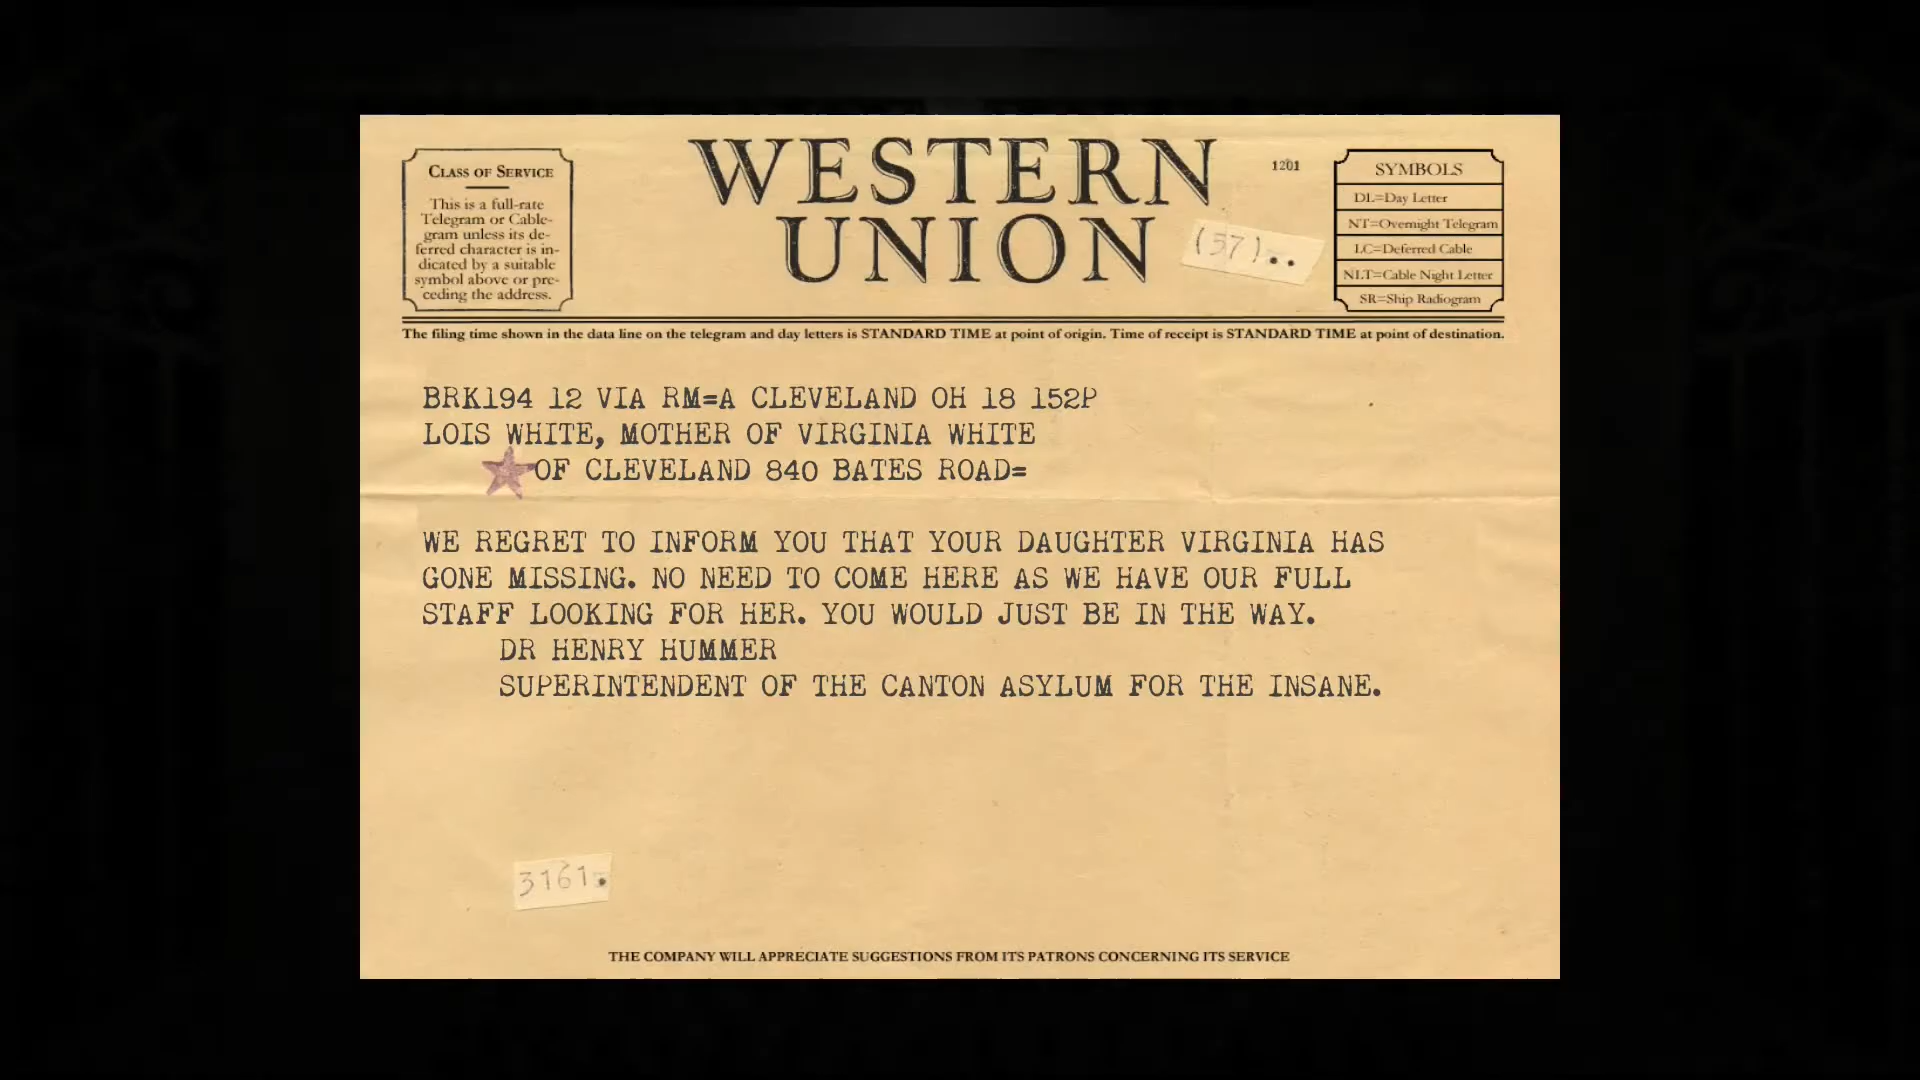 CLASS OF SERVICE
This is a full-rate
Telegram or Cable-
gram unless its de-
ferred character is in-
dicated by a suitable
symbol above or pre-
ceding the address.
WESTERN
UNION
1201
(57)..
SYMBOLS
DL=Day Letter
NT=Overnight Telegram
LC=Deferred Cable
NLT=Cable Night Letter
SR=Ship Radiogram
The filing time shown in the data line on the telegram and day letters is STANDARD TIME at point of origin. Time of receipt is STANDARD TIME at point of destination.
BRK194 12 VIA RM=A CLEVELAND OH 18 152P
LOIS WHITE, MOTHER OF VIRGINIA WHITE
OF CLEVELAND 840 BATES ROAD=
WE REGRET TO INFORM YOU THAT YOUR DAUGHTER VIRGINIA HAS
GONE MISSING. NO NEED TO COME HERE AS WE HAVE OUR FULL
STAFF LOOKING FOR HER. YOU WOULD JUST BE IN THE WAY.
DR HENRY HUMMER
SUPERINTENDENT OF THE CANTON ASYLUM FOR THE INSANE.
3161.
THE COMPANY WILL APPRECIATE SUGGESTIONS FROM ITS PATRONS CONCERNING ITS SERVICE